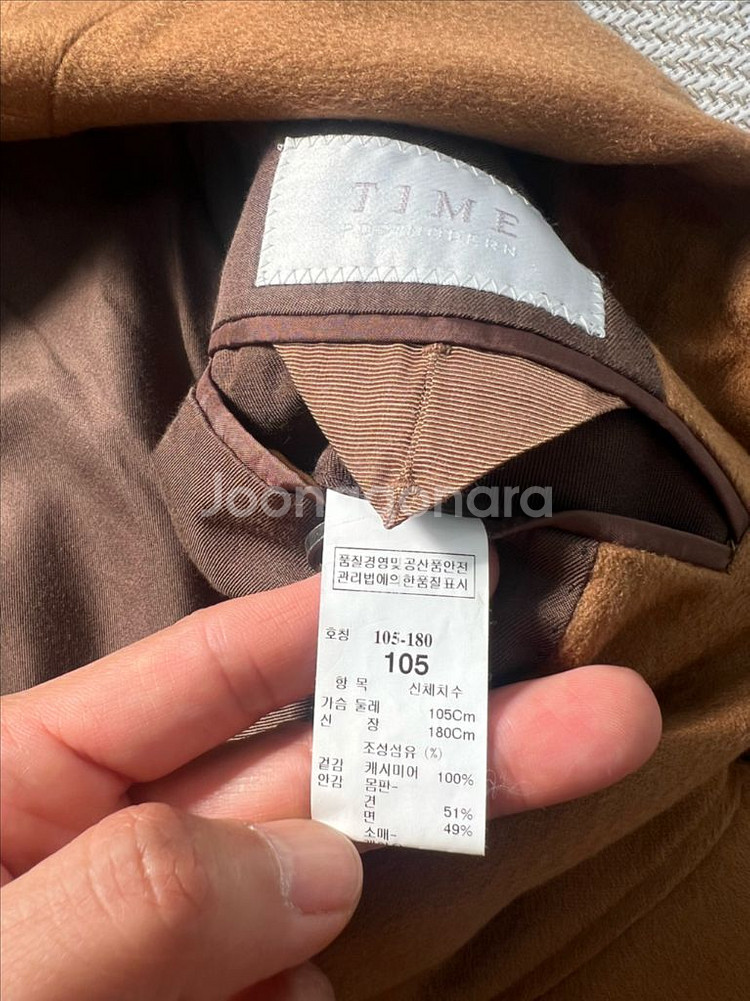 TIME
POSTMODERN
Joongonara
품질경영및공산품안전
관리법에의한품질표시
호칭 105-180
105
항 목 신체치수
가슴 둘레 105Cm
신 장 180Cm
조성섬유 (%)
겉감 캐시미어 100%
안감 몸판-
견 51%
면 49%
소매-